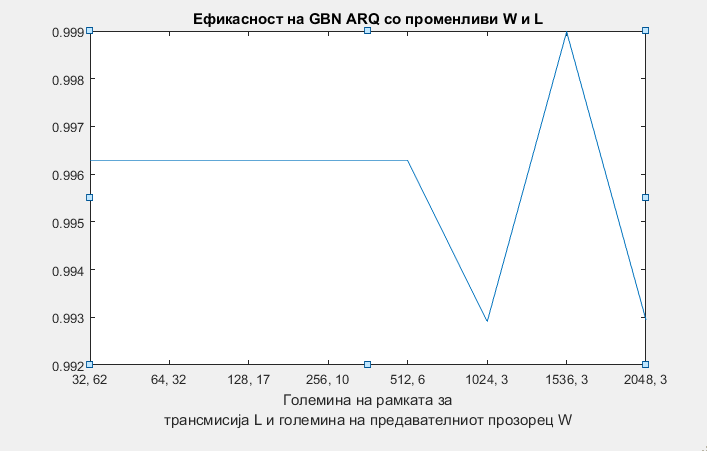 Ефикасност на GBN ARQ со променливи W и L
0.999
0.998
0.997
0.996
0.995
0.994
0.993
0.992
32, 62 64, 32 128, 17 256, 10 512, 6 1024, 3 1536, 3 2048, 3
Големина на рамката за
трансмисија L и големина на предавателниот прозорец W